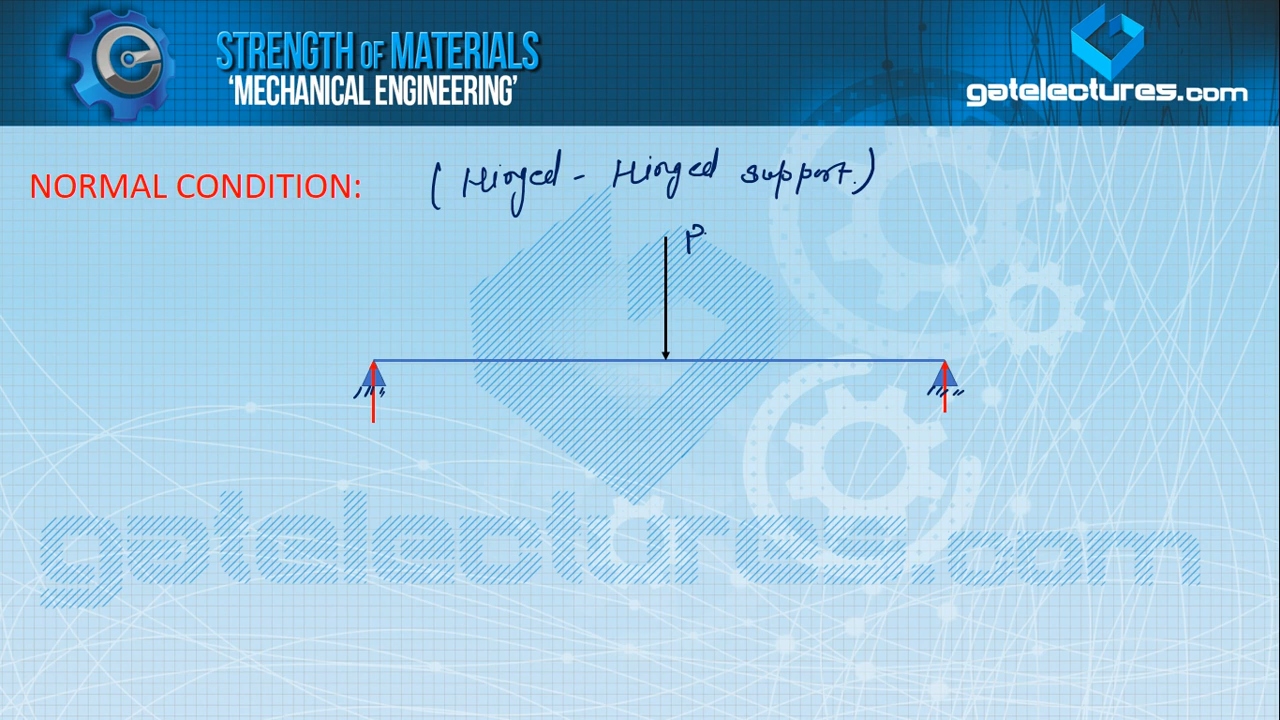 STRENGTH OF MATERIALS
'MECHANICAL ENGINEERING'
gatelectures.com
NORMAL CONDITION:
(Hinged - Hinged support.)
P
gatelectures.com